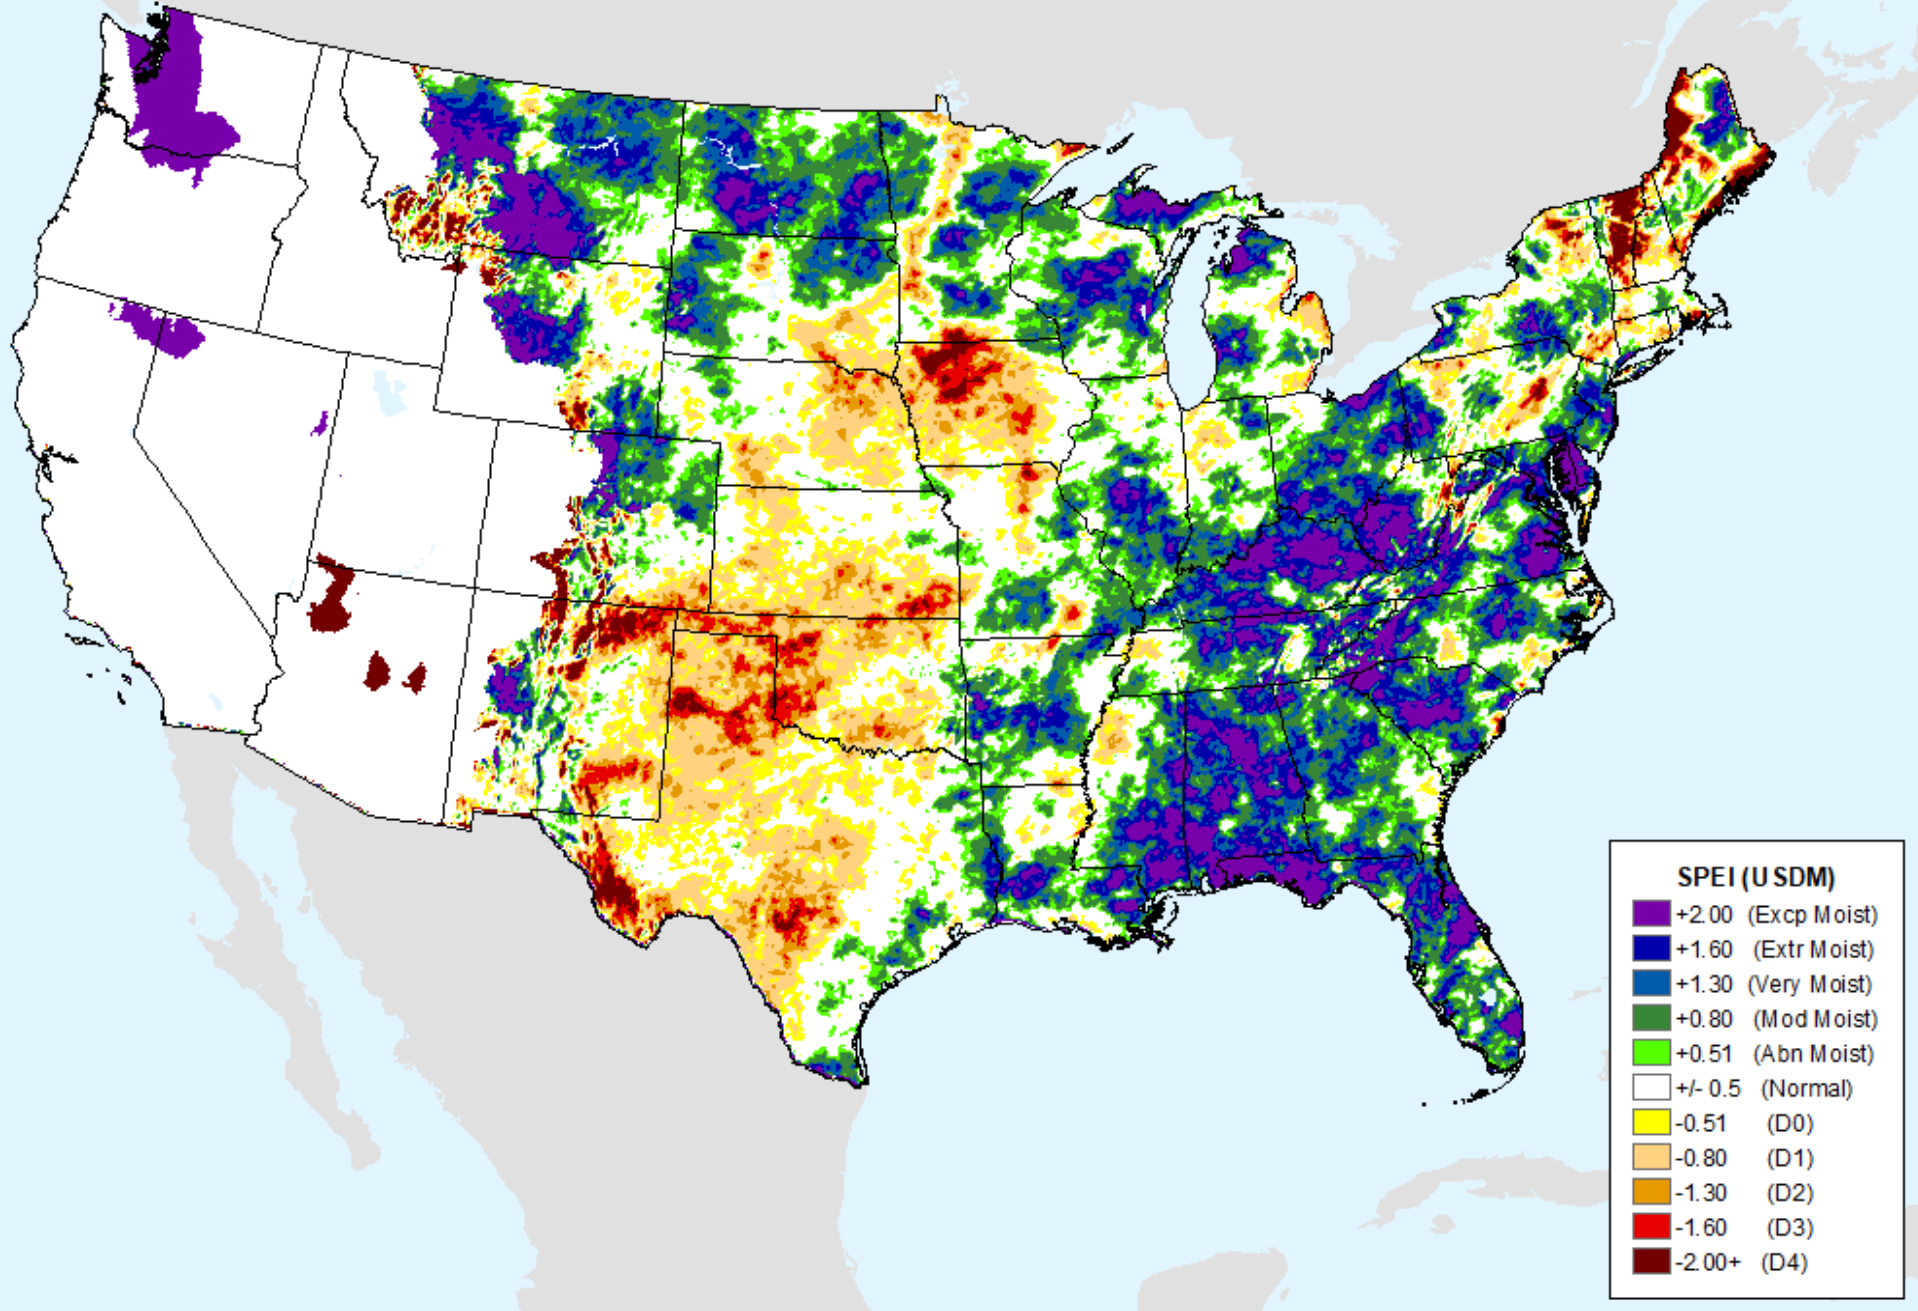 SPEI (USDM)
+2.00 (Excp Moist)
+1.60 (Extr Moist)
+1.30 (Very Moist)
+0.80 (Mod Moist)
+0.51 (Abn Moist)
+/- 0.5 (Normal)
-0.51 (D0)
-0.80 (D1)
-1.30 (D2)
-1.60 (D3)
-2.00+ (D4)